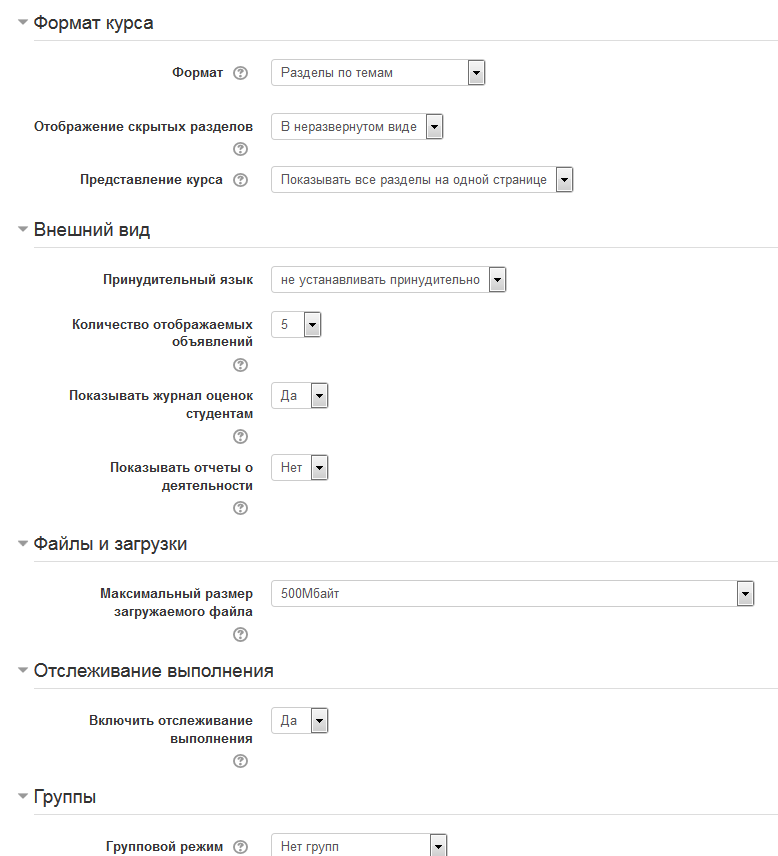 Формат курса
Формат
Разделы по темам
Отображение скрытых разделов
В неразвернутом виде
Представление курса
Показывать все разделы на одной странице
Внешний вид
Принудительный язык
не устанавливать принудительно
Количество отображаемых
объявлений
5
Показывать журнал оценок
студентам
Да
Показывать отчеты о
деятельности
Нет
Файлы и загрузки
Максимальный размер
загружаемого файла
500Мбайт
Отслеживание выполнения
Включить отслеживание
выполнения
Да
Группы
Групповой режим
Нет групп